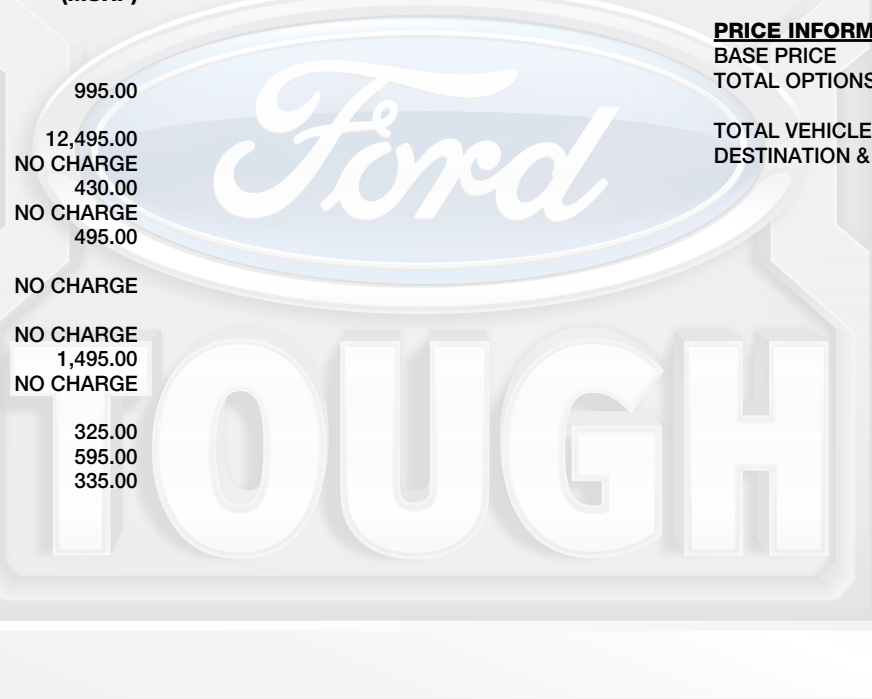 995.00
12,495.00
NO CHARGE
430.00
NO CHARGE
495.00
NO CHARGE
NO CHARGE
1,495.00
NO CHARGE
325.00
595.00
335.00
PRICE INFORM
BASE PRICE
TOTAL OPTIONS
TOTAL VEHICLE
DESTINATION &
Ford
TOUGH